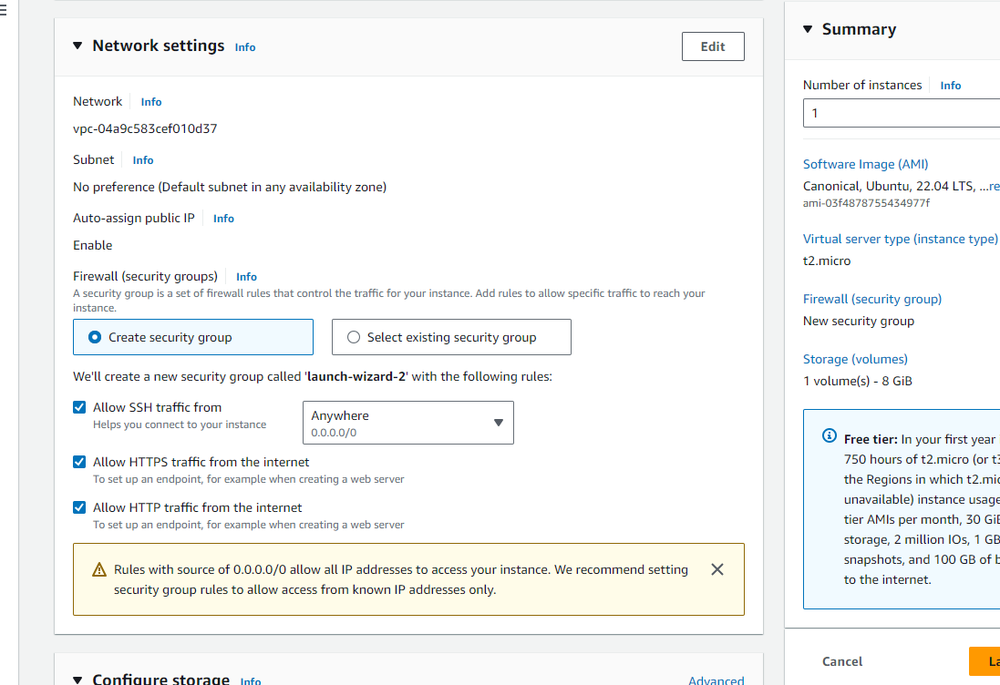 Network settings Info
Edit
Network Info
vpc-04a9c583cef010d37
Subnet Info
No preference (Default subnet in any availability zone)
Auto-assign public IP Info
Enable
Firewall (security groups) Info
A security group is a set of firewall rules that control the traffic for your instance. Add rules to allow specific traffic to reach your
instance.
Create security group
Select existing security group
We'll create a new security group called 'launch-wizard-2' with the following rules:
Allow SSH traffic from
Helps you connect to your instance
Anywhere
0.0.0.0/0
Allow HTTPS traffic from the internet
To set up an endpoint, for example when creating a web server
Allow HTTP traffic from the internet
To set up an endpoint, for example when creating a web server
Rules with source of 0.0.0.0/0 allow all IP addresses to access your instance. We recommend setting
security group rules to allow access from known IP addresses only.
Configure storage Info
Advanced
Summary
Number of instances Info
1
Software Image (AMI)
Canonical, Ubuntu, 22.04 LTS, ...re
ami-03f4878755434977f
Virtual server type (instance type)
t2.micro
Firewall (security group)
New security group
Storage (volumes)
1 volume(s) - 8 GiB
Free tier: In your first year
750 hours of t2.micro (or t3
the Regions in which t2.mic
unavailable) instance usage
tier AMIs per month, 30 GiB
storage, 2 million IOs, 1 GB
snapshots, and 100 GB of b
to the internet.
Cancel
La